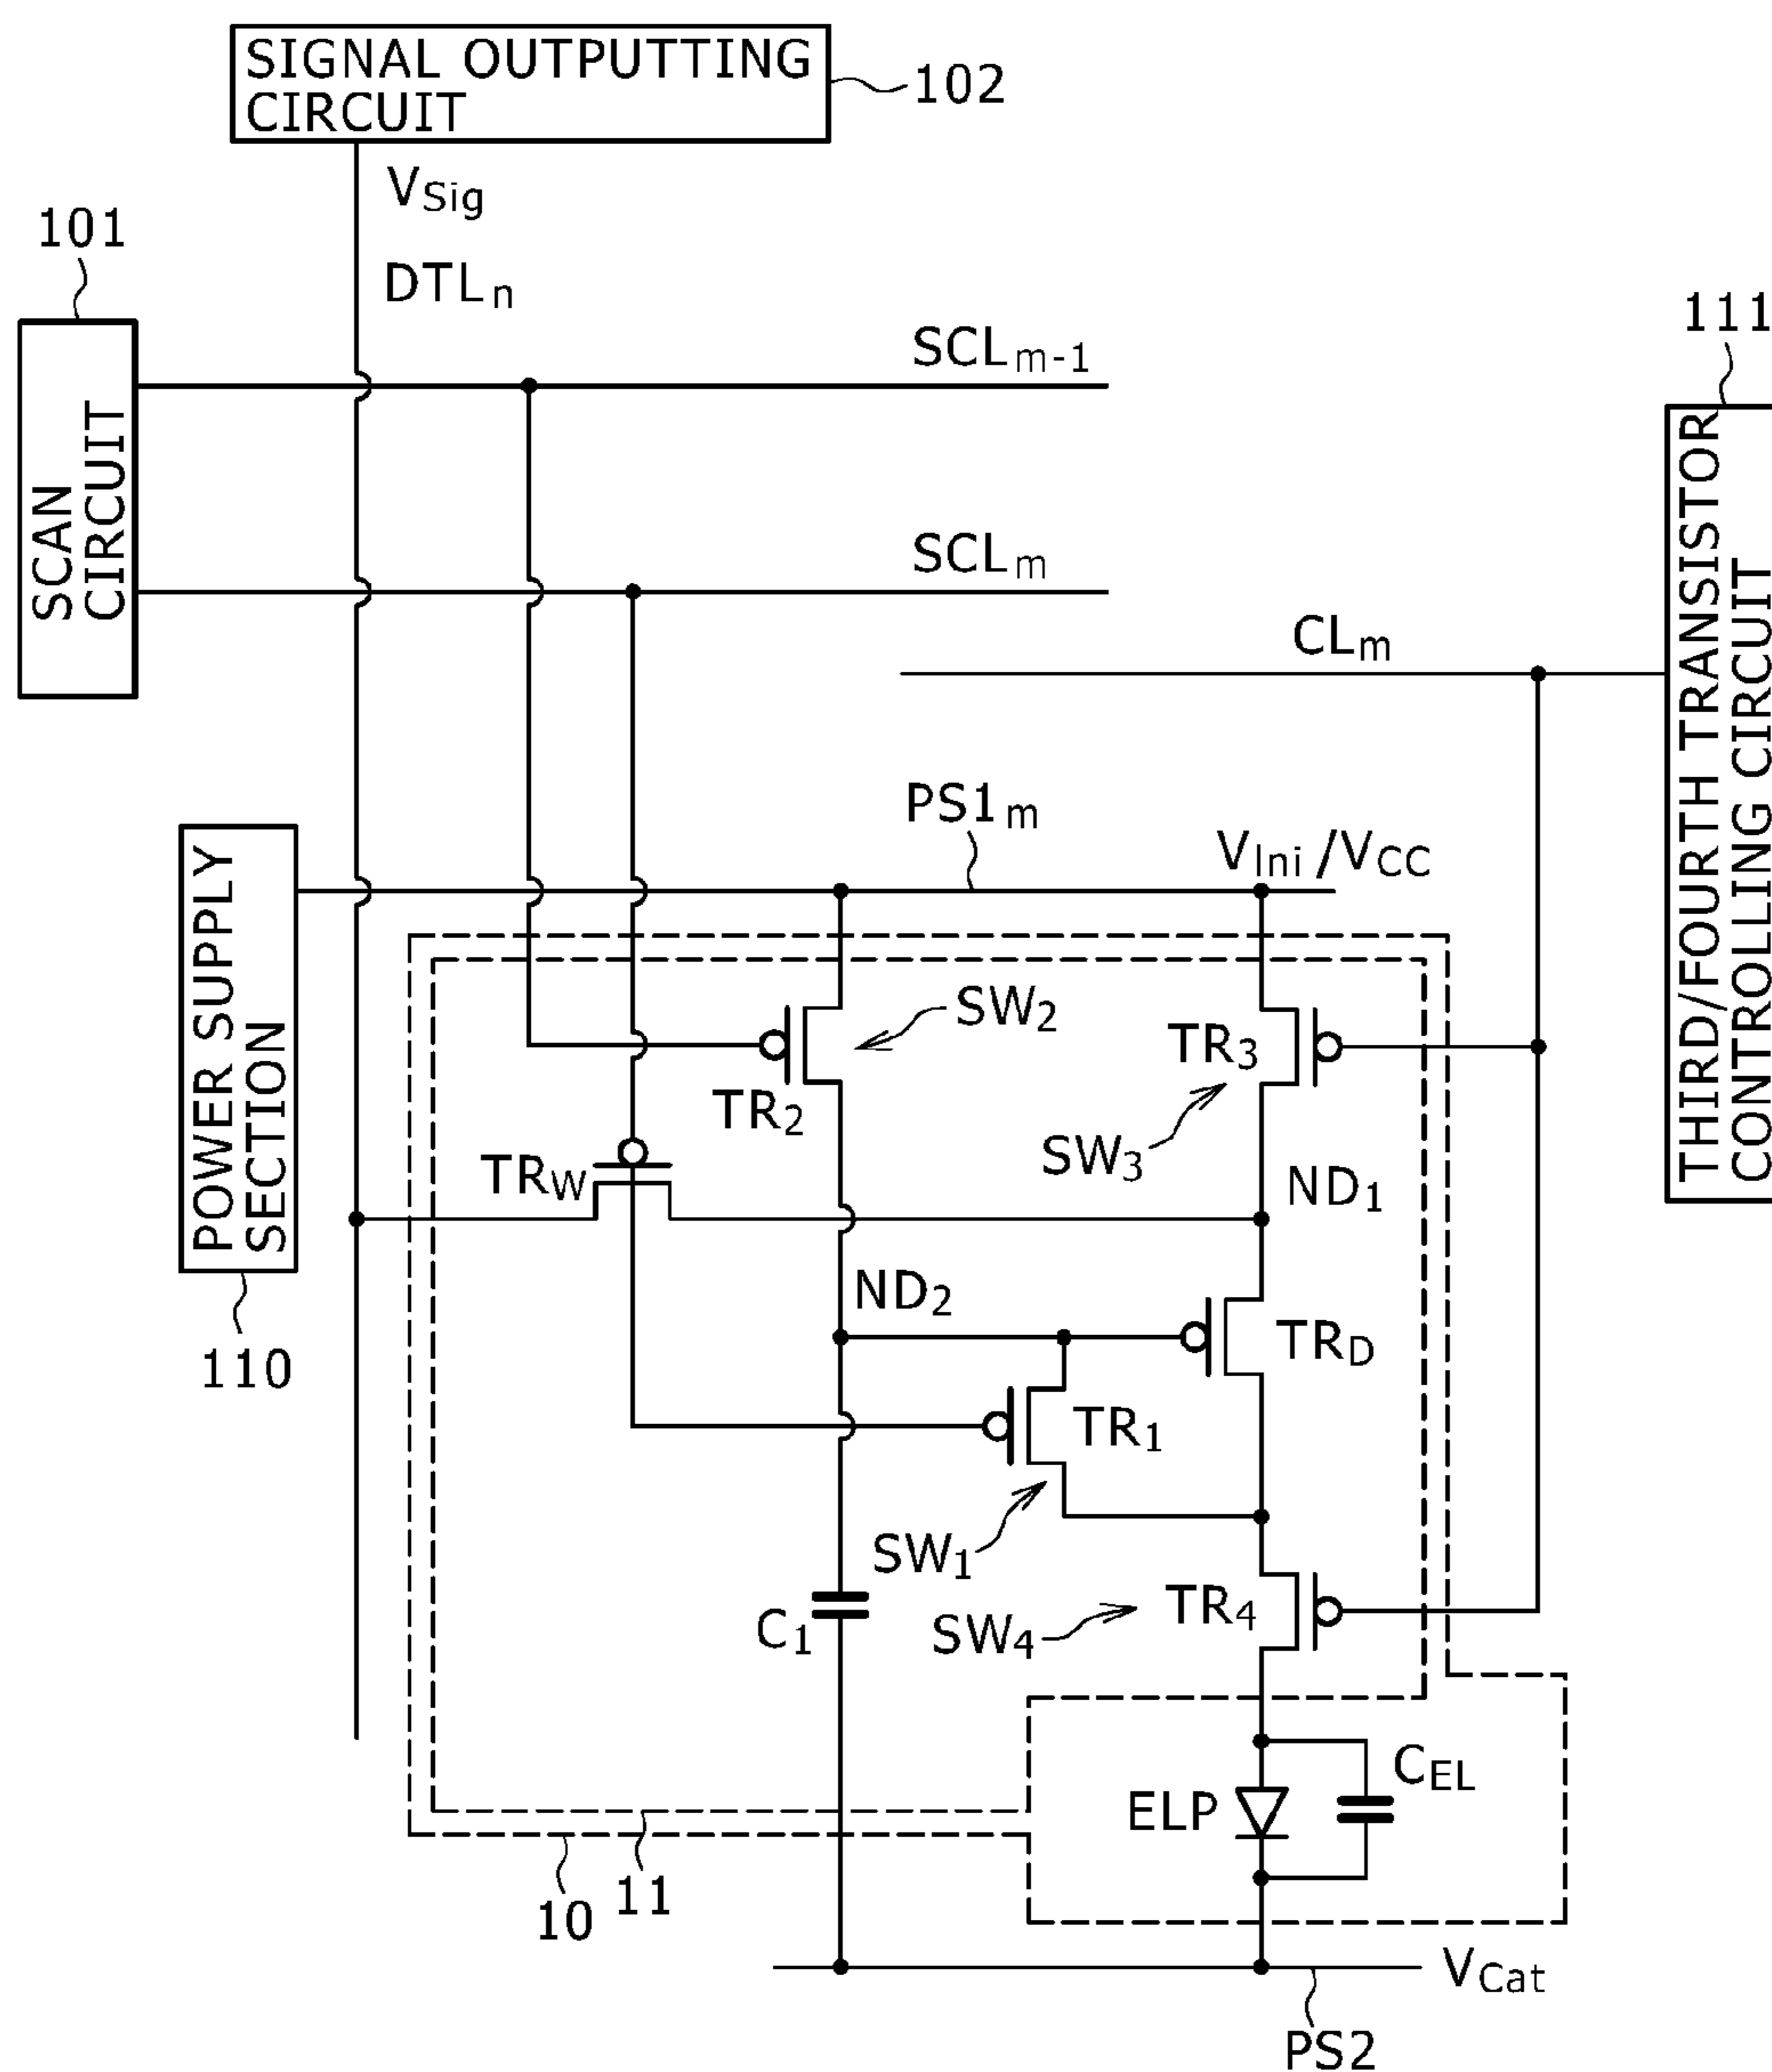 SIGNAL OUTPUTTING
CIRCUIT
102
VSig
101
DTLn
111
SCLm-1
SCAN
CIRCUIT
SCLm
CLm
THIRD/FOURTH TRANSISTOR
CONTROLLING CIRCUIT
PS1m
VIni /VCC
POWER SUPPLY
SECTION
SW2
TR3
TR2
SW3
TRW
ND1
ND2
TRD
110
TR1
SW1
TR4
C1
SW4
CEL
ELP
11
10
VCat
PS2